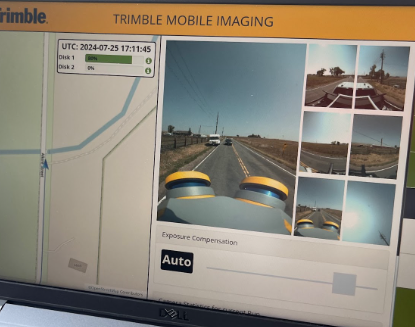 Trimble.
TRIMBLE MOBILE IMAGING
UTC: 2024-07-25 17:11:45
Disk 1
Disk 2 0%
Exposure Compensation
Auto
DELL